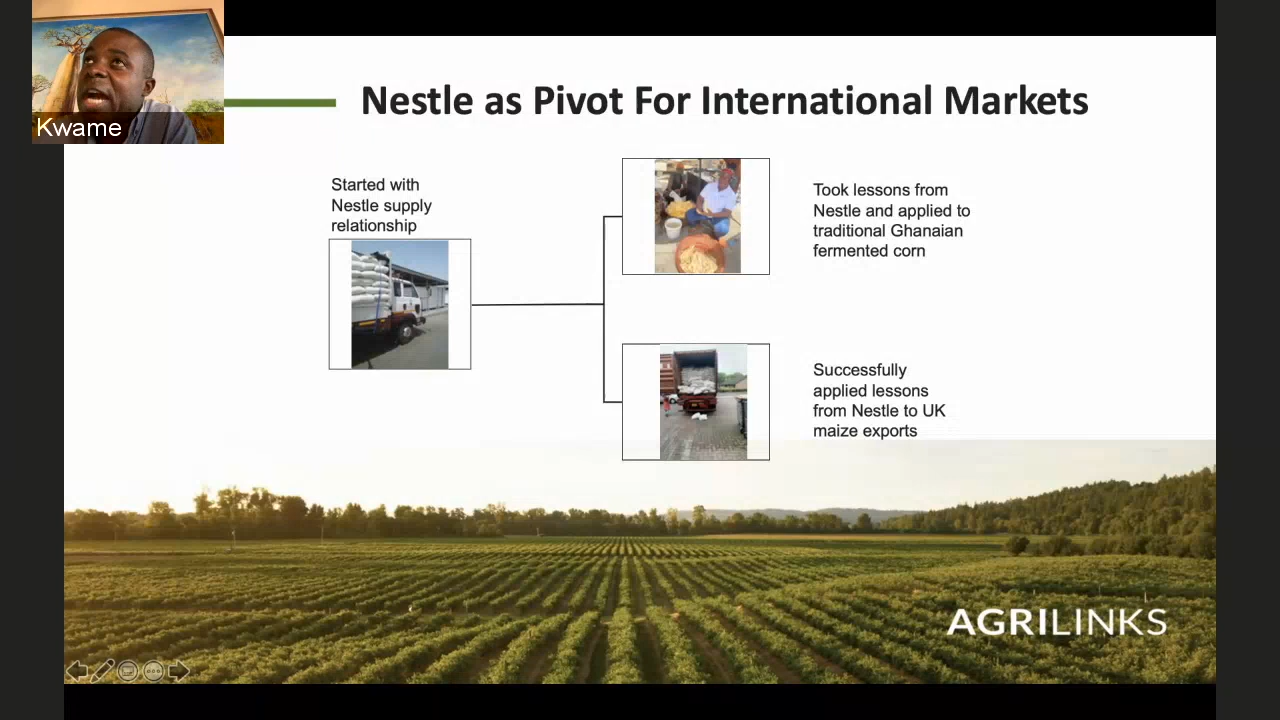 Kwame
Nestle as Pivot For International Markets
Started with
Nestle supply
relationship
Took lessons from
Nestle and applied to
traditional Ghanaian
fermented corn
Successfully
applied lessons
from Nestle to UK
maize exports
AGRILINKS